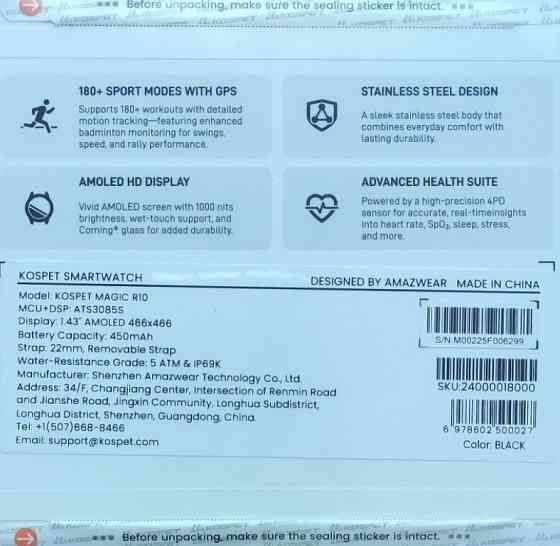 Before unpacking, make sure the sealing sticker is intact.
180+ SPORT MODES WITH GPS
Supports 180+ workouts with detailed
motion tracking—featuring enhanced
badminton monitoring for swings,
speed, and rally performance.
STAINLESS STEEL DESIGN
A sleek stainless steel body that
combines everyday comfort with
lasting durability.
AMOLED HD DISPLAY
Vivid AMOLED screen with 1000 nits
brightness, wet-touch support, and
Corning® glass for added durability.
ADVANCED HEALTH SUITE
Powered by a high-precision 4PD
sensor for accurate, real-timeinsights
into heart rate, SpO₂, sleep, stress,
and more.
KOSPET SMARTWATCH
DESIGNED BY AMAZWEAR MADE IN CHINA
Model: KOSPET MAGIC R10
MCU+DSP: ATS3085S
Display: 1.43" AMOLED 466x466
Battery Capacity: 450mAh
Strap: 22mm, Removable Strap
Water-Resistance Grade: 5 ATM & IP69K
Manufacturer: Shenzhen Amazwear Technology Co., Ltd.
Address: 34/F, Changjiang Center, Intersection of Renmin Road
and Jianshe Road, Jingxin Community, Longhua Subdistrict,
Longhua District, Shenzhen, Guangdong, China.
Tel: +1(507)668-8466
Email: support@kospet.com
S/N M00225F006299
SKU:24000018000
6 978602 500027
Color: BLACK
KOSPET
Before unpacking, make sure the sealing sticker is intact.